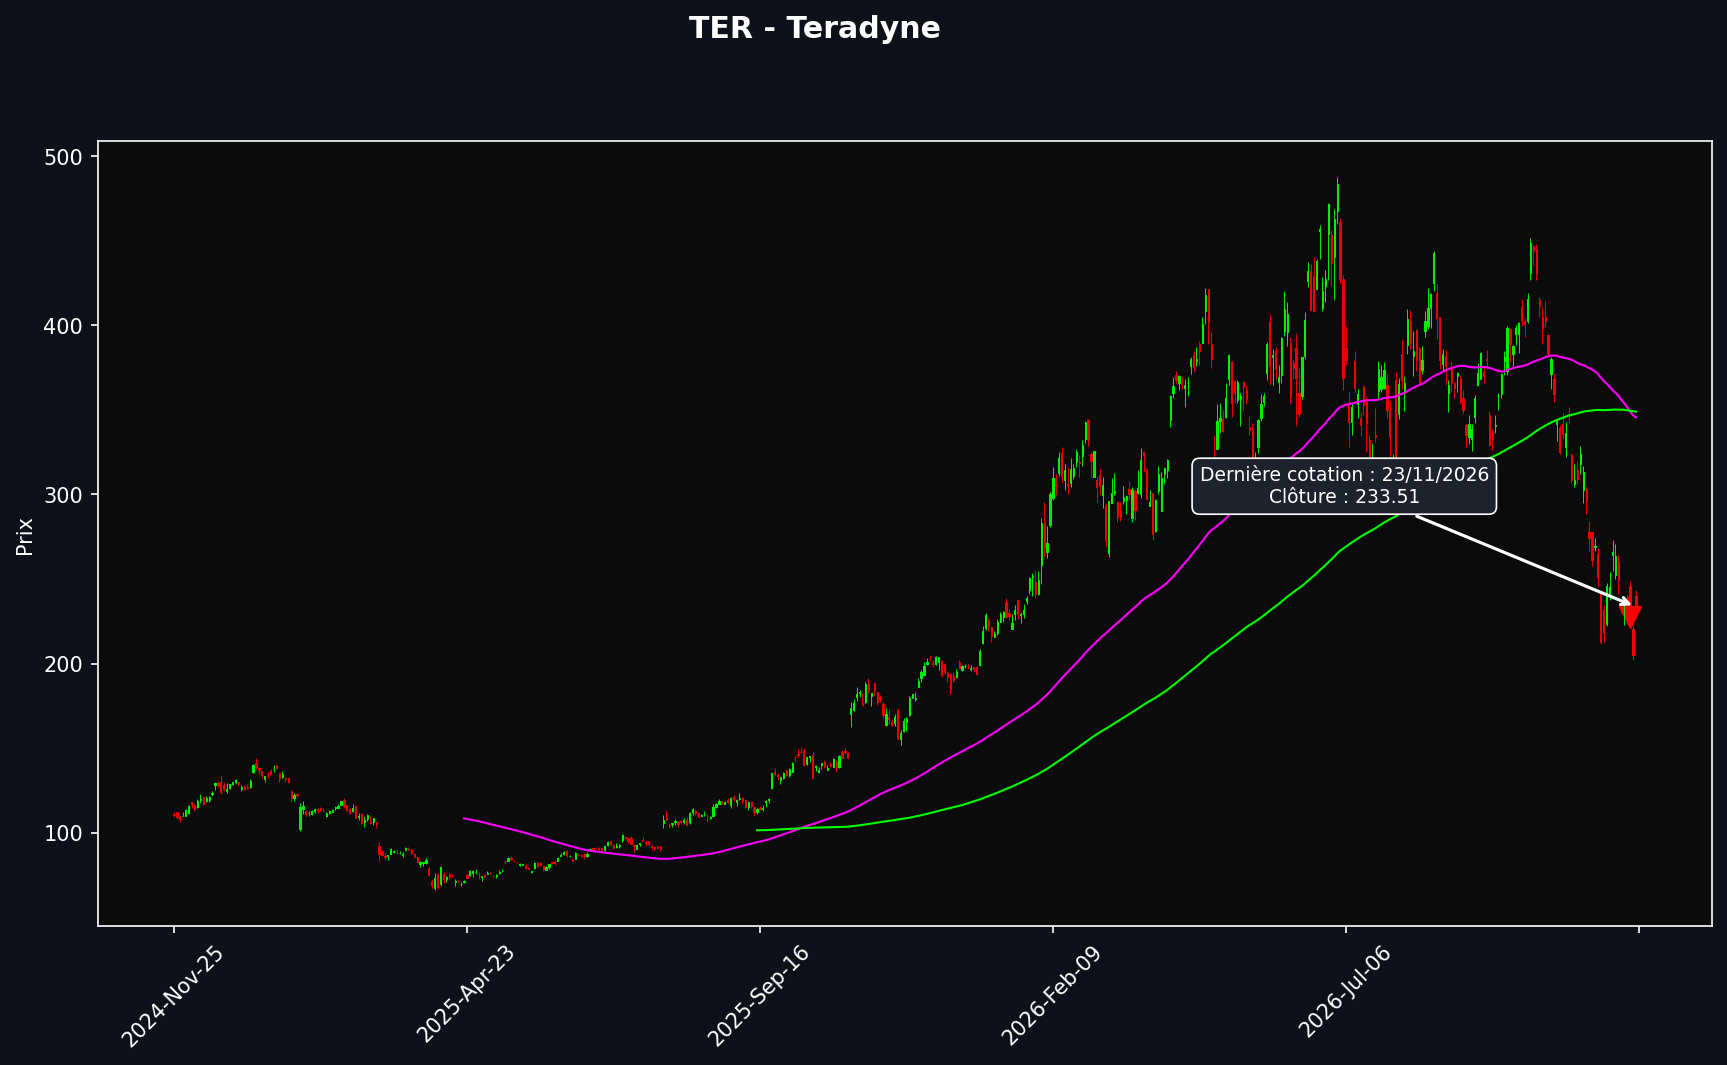 TER - Teradyne
Prix
500
400
300
200
100
Dernière cotation : 23/11/2026
Clôture : 233.51
2024-Nov-25
2025-Apr-23
2025-Sep-16
2026-Feb-09
2026-Jul-06